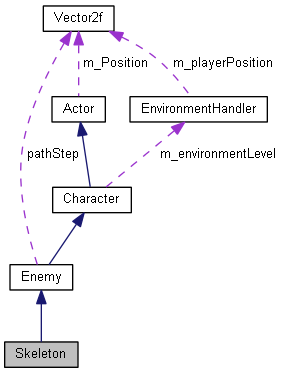 Vector2f
m_Position
m_playerPosition
Actor
EnvironmentHandler
pathStep
m_environmentLevel
Character
Enemy
Skeleton